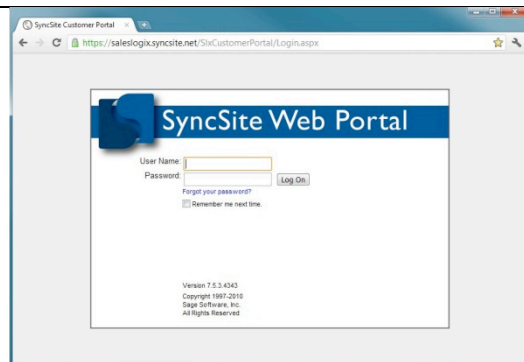 SyncSite Customer Portal
https://saleslogix.syncsite.net/SlxCustomerPortal/Login.aspx
SyncSite Web Portal
User Name:
Password:
Log On
Forgot your password?
Remember me next time.
Version 7.5.3.4343
Copyright 1997-2010
Sage Software, Inc.
All Rights Reserved